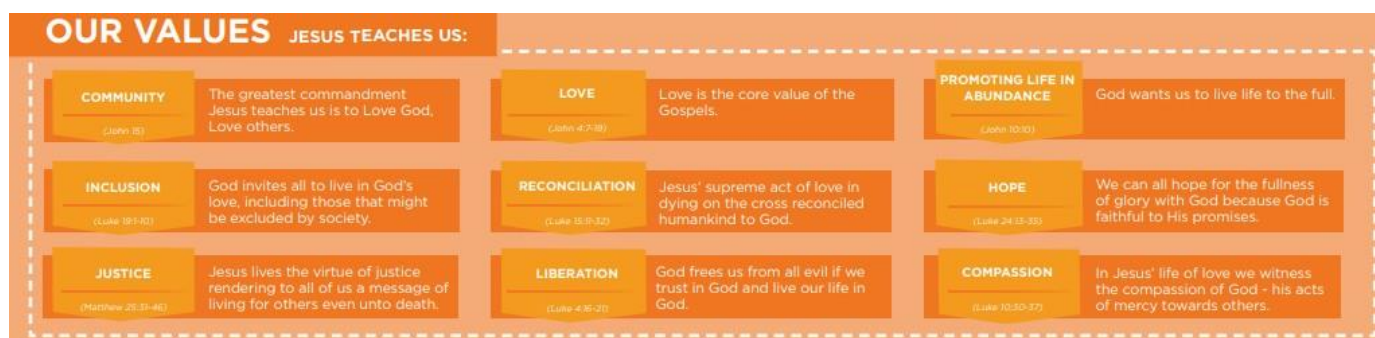 OUR VALUES JESUS TEACHES US:
COMMUNITY
(John 15)
The greatest commandment
Jesus teaches us is to Love God,
Love others.
LOVE
(John 4:7-18)
Love is the core value of the
Gospels.
PROMOTING LIFE IN
ABUNDANCE
(John 10:10)
God wants us to live life to the full.
INCLUSION
(Luke 19:1-10)
God invites all to live in God's
love, including those that might
be excluded by society.
RECONCILIATION
(Luke 15:11-32)
Jesus' supreme act of love in
dying on the cross reconciled
humankind to God.
HOPE
(Luke 24:13-35)
We can all hope for the fullness
of glory with God because God is
faithful to His promises.
JUSTICE
(Matthew 25:31-46)
Jesus lives the virtue of justice
rendering to all of us a message of
living for others even unto death.
LIBERATION
(Luke 4:16-21)
God frees us from all evil if we
trust in God and live our life in
God.
COMPASSION
(Luke 10:30-37)
In Jesus' life of love we witness
the compassion of God - his acts
of mercy towards others.